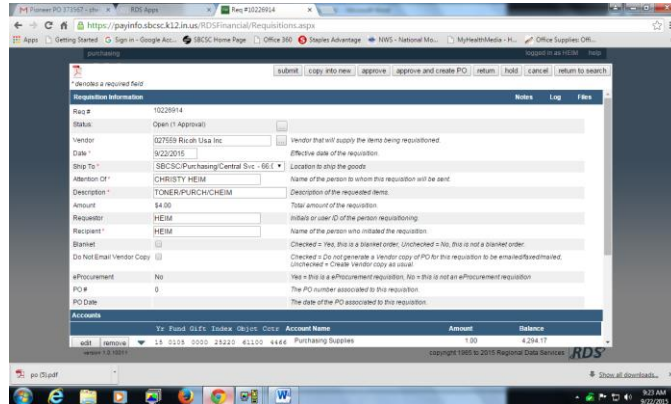 M Pioneer PO 373567 - phi
RDS Apps
Req #10226914
https://payinfo.sbcsc.k12.in.us/RDSFinancial/Requisitions.aspx
Apps Getting Started Sign in - Google Acc... SBCSC Home Page Office 360 Staples Advantage NWS - National Mo... MyHealthMedia - H... Office Supplies: Offi...
purchasing logged in as HEIM help
submit copy into new approve approve and create PO return hold cancel return to search
* denotes a required field
Requisition Information Notes Log Files
Req # 10226914
Status: Open (1 Approval) ...
Vendor 027559 Ricoh Usa Inc ... Vendor that will supply the items being requisitioned.
Date * 9/22/2015 Effective date of the requisition.
Ship To * SBCSC/Purchasing/Central Svc - 66:( Location to ship the goods
Attention Of * CHRISTY HEIM Name of the person to whom this requisition will be sent.
Description * TONER/PURCH/CHEIM Description of the requested items.
Amount $4.00 Total amount of the requisition.
Requestor HEIM Initials or user ID of the person requisitioning.
Recipient * HEIM Name of the person who initiated the requisition.
Blanket Checked = Yes, this is a blanket order, Unchecked = No, this is not a blanket order.
Do Not Email Vendor Copy Checked = Do not generate a Vendor copy of PO for this requisition to be emailed/faxed/mailed,
Unchecked = Create Vendor copy as usual.
eProcurement No Yes = this is a eProcurement requisition, No = this is not an eProcurement requisition
PO # 0 The PO number associated to this requisition.
PO Date The date of the PO associated to this requisition.
Accounts
Yr Fund Gift Index Objct Cntr Account Name Amount Balance
edit remove 15 0105 0000 25220 61100 4466 Purchasing Supplies 1.00 4,294.17
version 1.0.15011 copyright 1965 to 2015 Regional Data Services RDS
po (5).pdf Show all downloads...
9:23 AM
9/22/2015